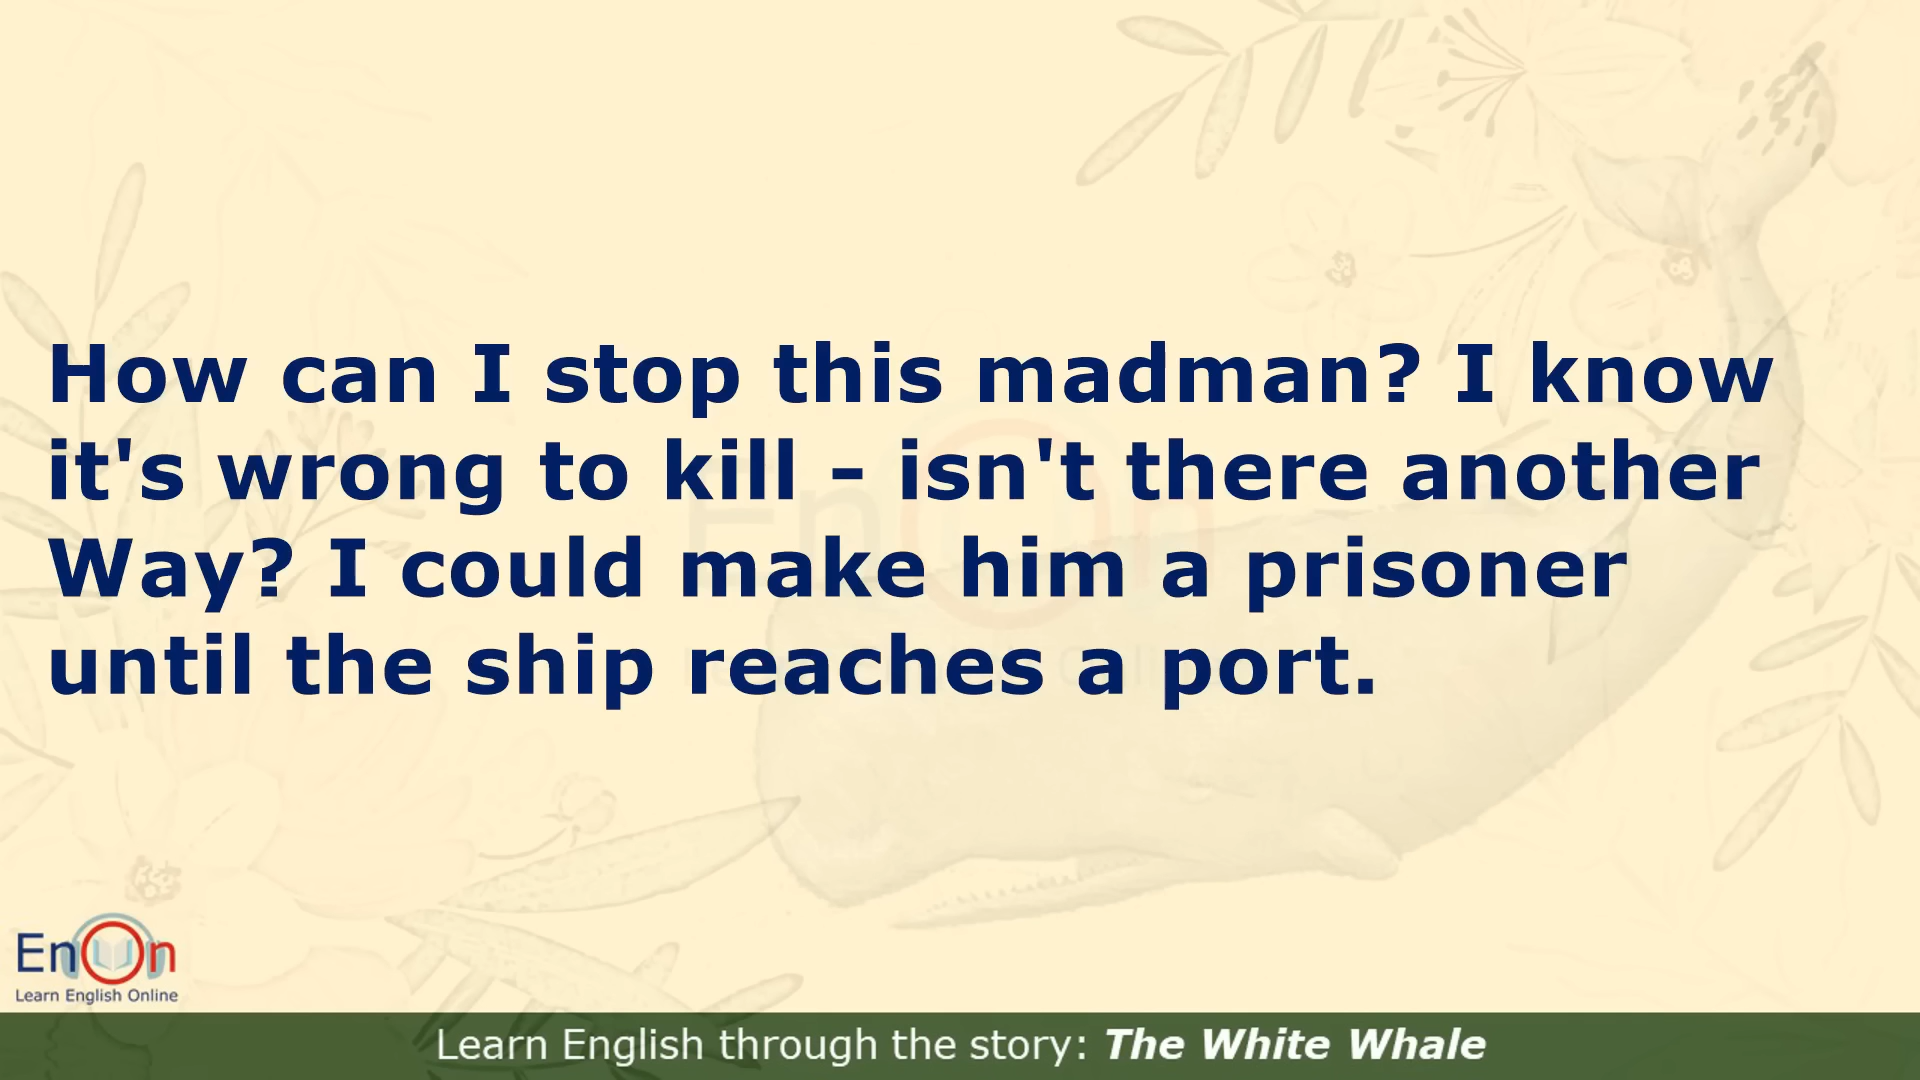 How can I stop this madman? I know
it's wrong to kill - isn't there another
Way? I could make him a prisoner
until the ship reaches a port.
EnOn
Learn English Online
Learn English through the story: The White Whale